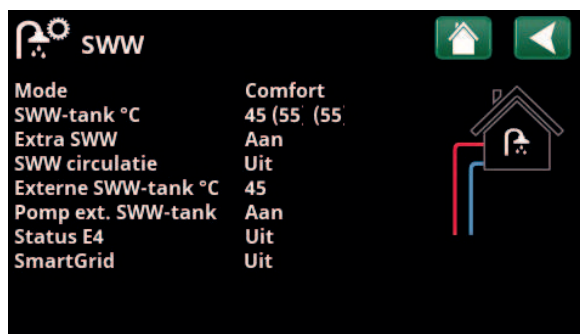 SWW
Mode Comfort
SWW-tank °C 45 (55) (55)
Extra SWW Aan
SWW circulatie Uit
Externe SWW-tank °C 45
Pomp ext. SWW-tank Aan
Status E4 Uit
SmartGrid Uit